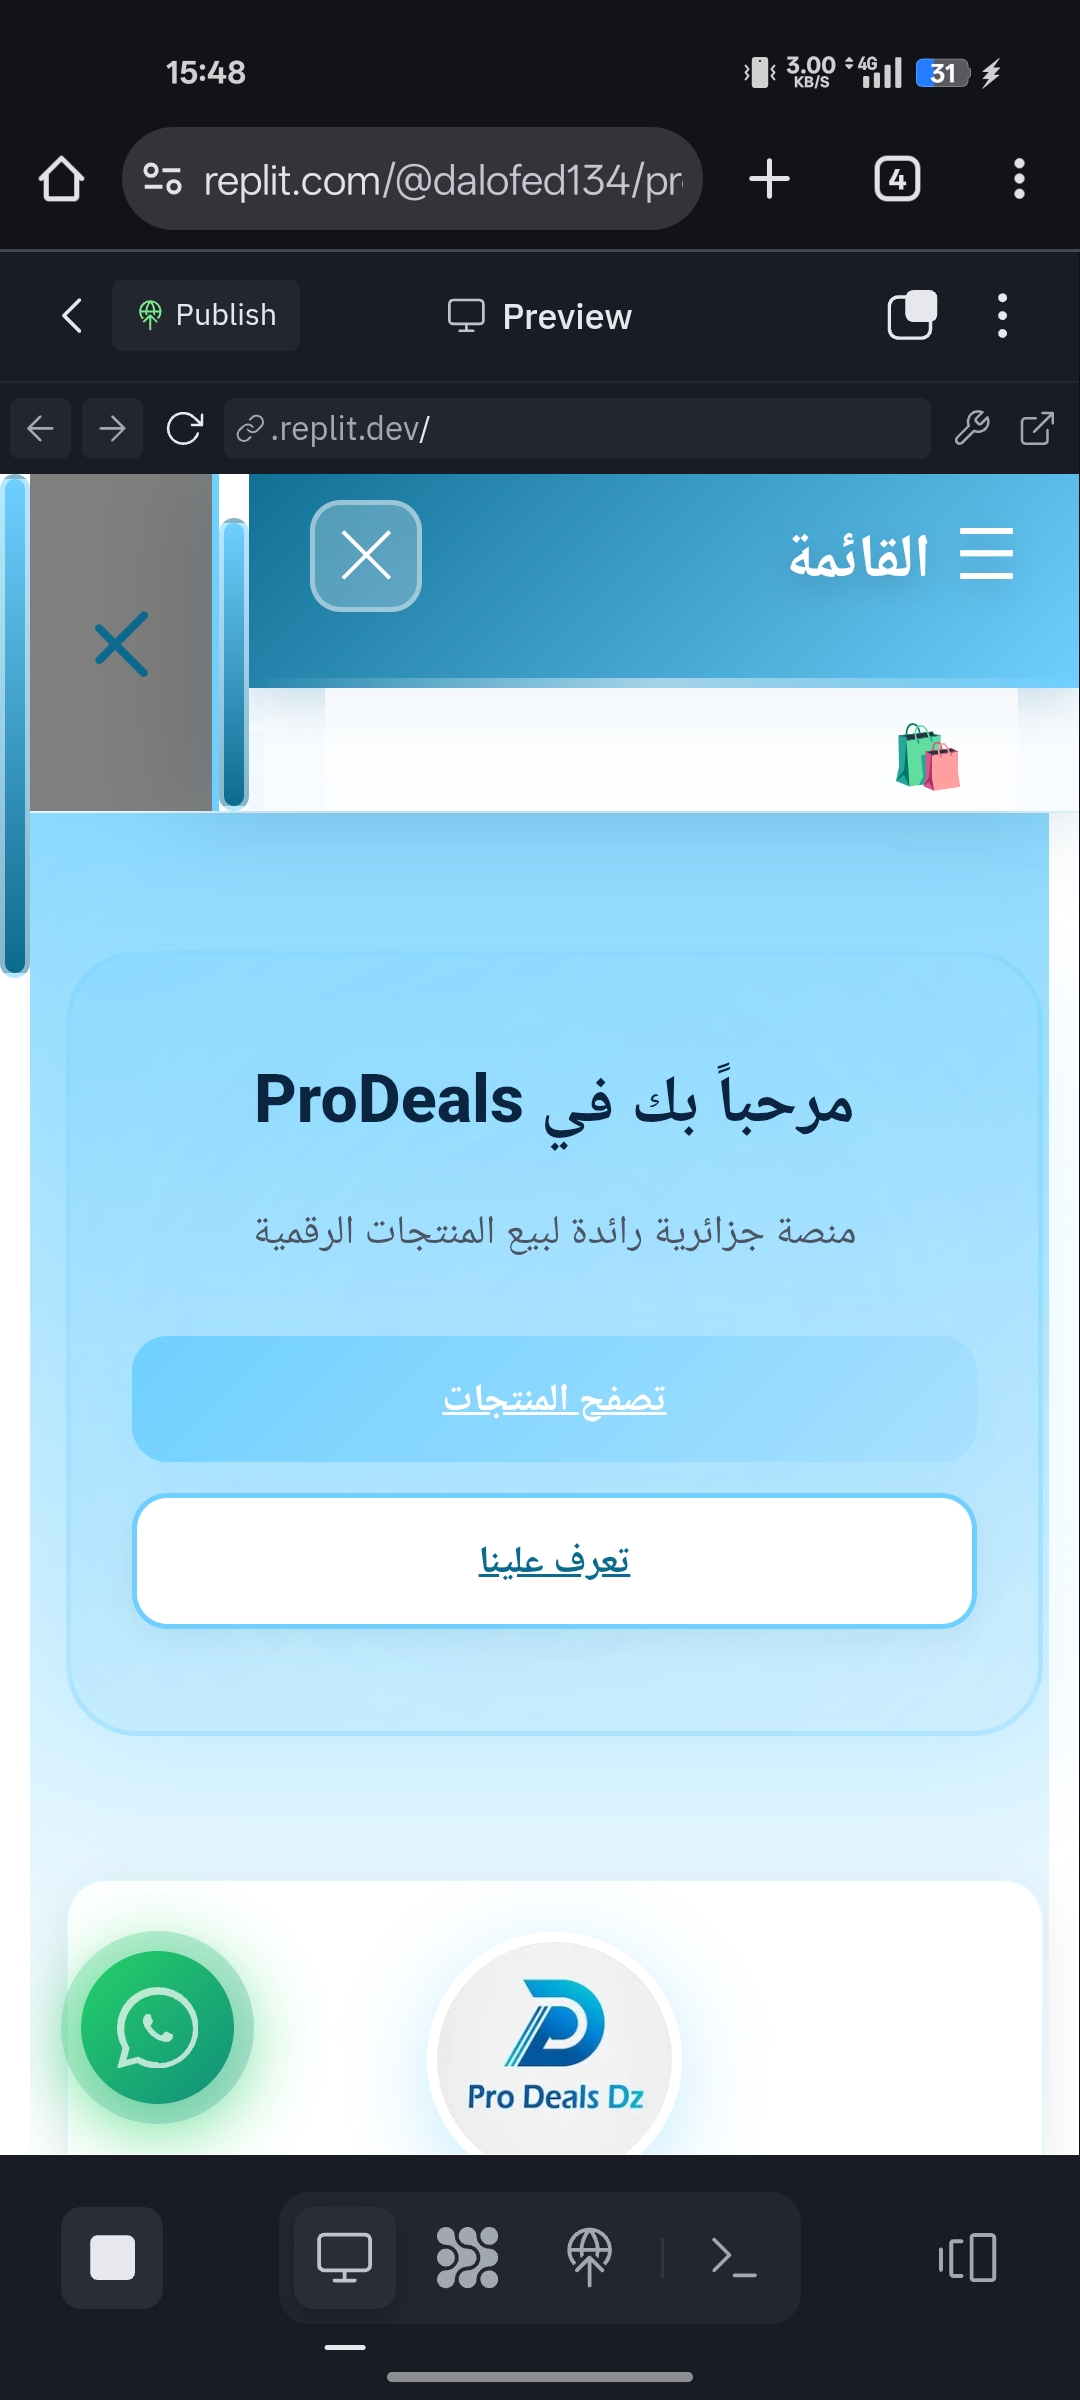 15:48
3.00 KB/S
4G
31
replit.com/@dalofed134/pr
4
Publish
Preview
.replit.dev/
القائمة
مرحباً بك في ProDeals
منصة جزائرية رائدة لبيع المنتجات الرقمية
تصفح المنتجات
تعرف علينا
Pro Deals Dz